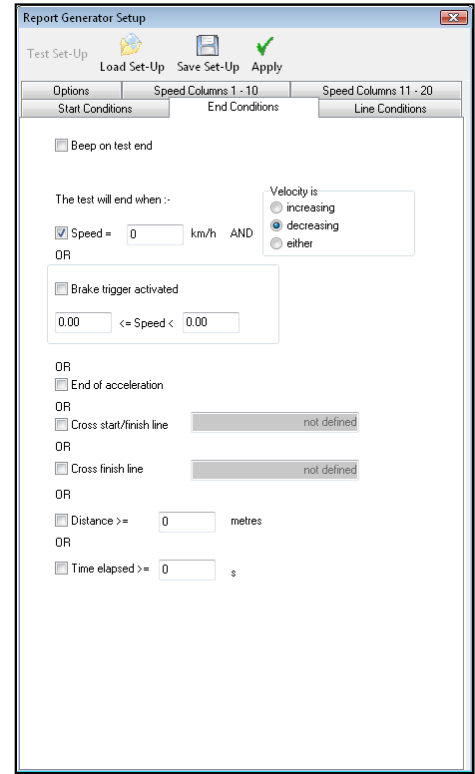 Report Generator Setup
Test Set-Up
Load Set-Up Save Set-Up Apply
Options Speed Columns 1 - 10 Speed Columns 11 - 20
Start Conditions End Conditions Line Conditions
Beep on test end
The test will end when :-
Velocity is
increasing
Speed = 0 km/h AND
decreasing
either
OR
Brake trigger activated
0.00 <= Speed < 0.00
OR
End of acceleration
OR
Cross start/finish line not defined
OR
Cross finish line not defined
OR
Distance >= 0 metres
OR
Time elapsed >= 0 s